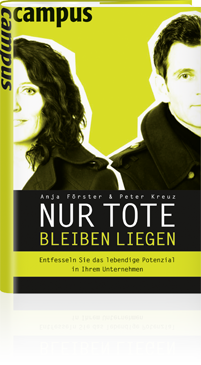 campus
campus
Anja Förster & Peter Kreuz
NUR TOTE
BLEIBEN LIEGEN
Entfesseln Sie das lebendige Potenzial
in Ihrem Unternehmen